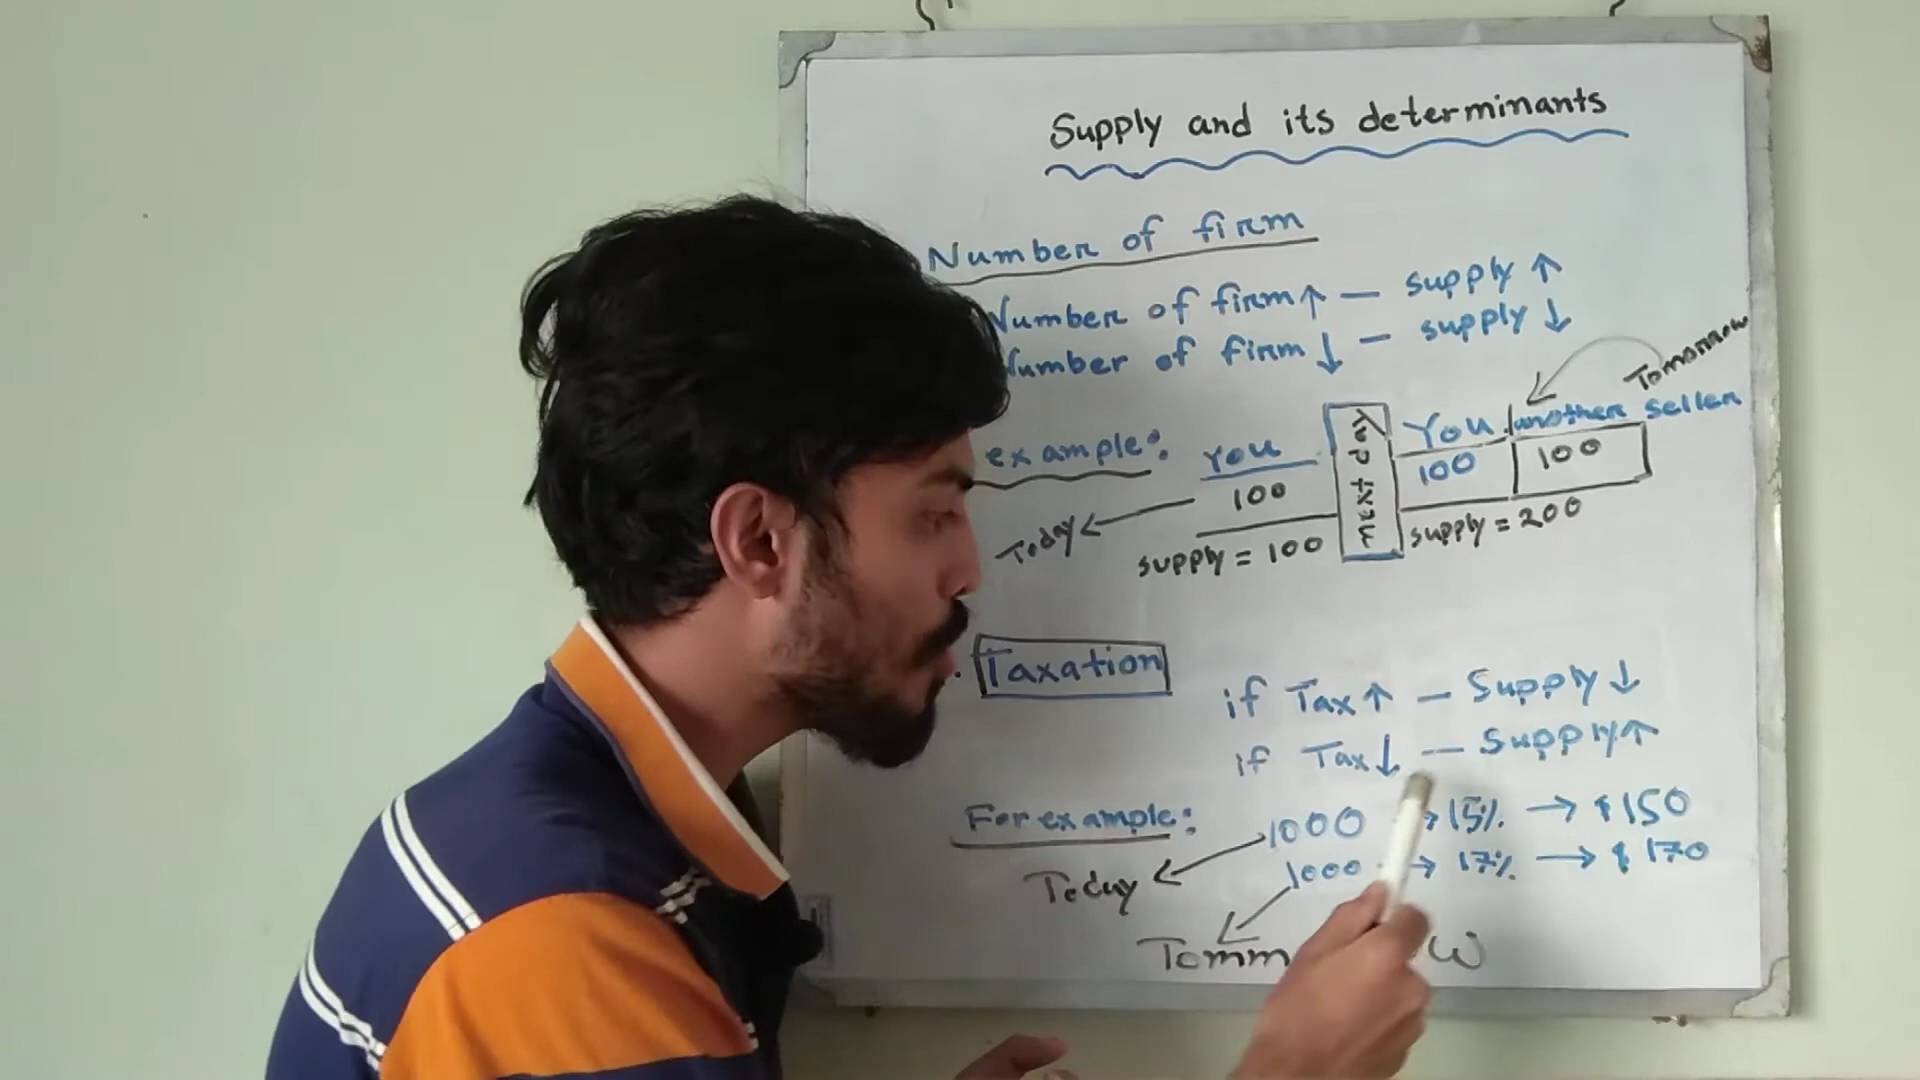 Supply and its determinants
Number of firm
Number of firm ↑ — supply ↑
Number of firm ↓ — supply ↓
Tomorrow
example: You
100
Today
supply = 100
next day
You another seller
100 100
supply = 200
Taxation
if Tax ↑ — Supply ↓
if Tax ↓ — Supply ↑
For example: 1000 → 15% → $150
1000 → 17% → $170
Today